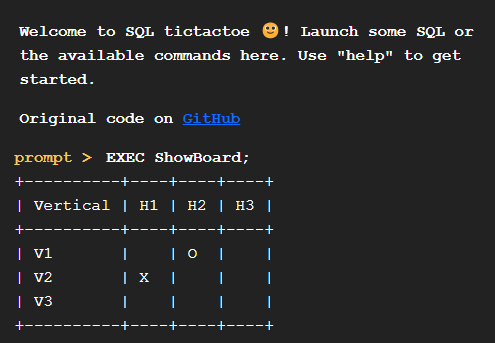 Welcome to SQL tictactoe 🙂! Launch some SQL or
the available commands here. Use "help" to get
started.
Original code on GitHub
prompt > EXEC ShowBoard;
+----------+----+----+----+
| Vertical | H1 | H2 | H3 |
+----------+----+----+----+
| V1       |    | O  |    |
| V2       | X  |    |    |
| V3       |    |    |    |
+----------+----+----+----+